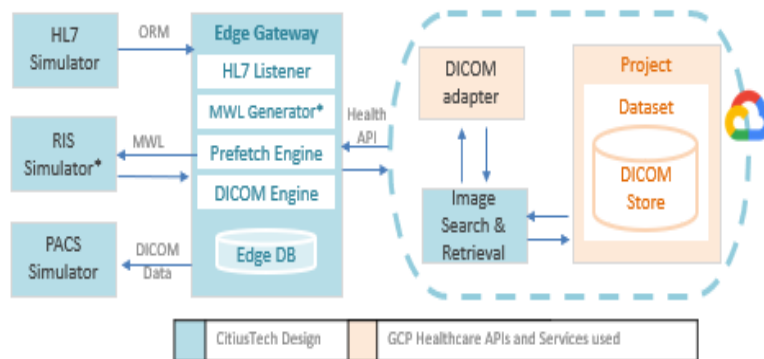 HL7
Simulator
ORM
RIS
Simulator*
MWL
PACS
Simulator
DICOM
Data
Edge Gateway
HL7 Listener
MWL Generator*
Prefetch Engine
DICOM Engine
Edge DB
Health
API
DICOM
adapter
Image
Search &
Retrieval
Project
Dataset
DICOM
Store
CitiusTech Design
GCP Healthcare APIs and Services used